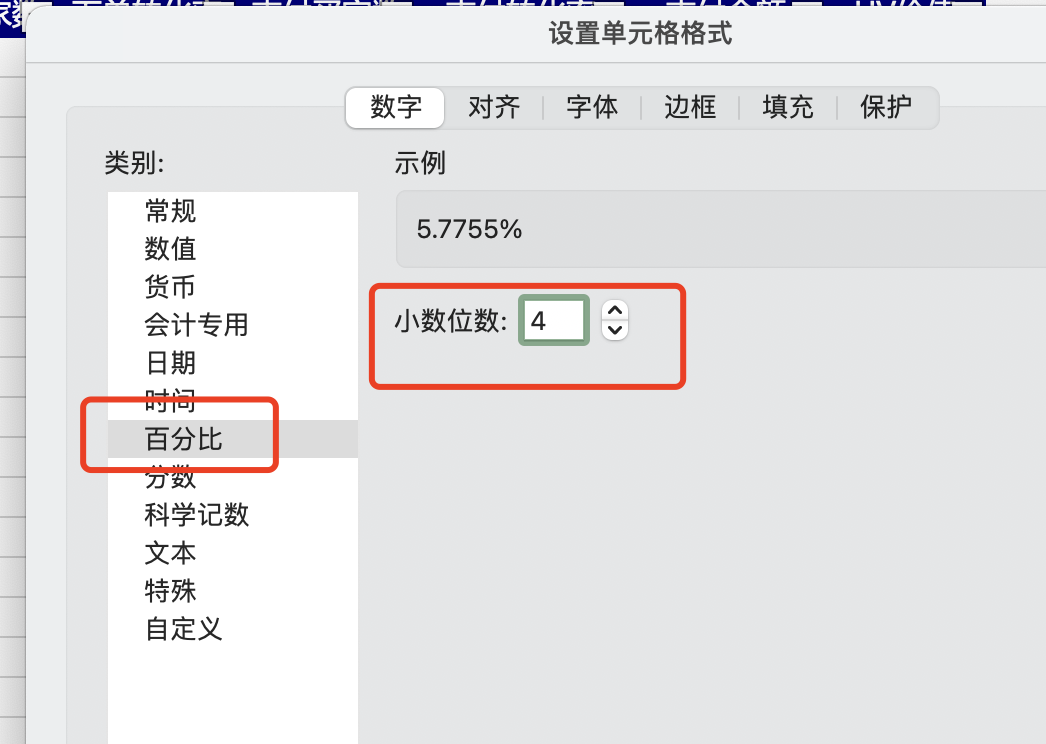 设置单元格格式
数字 对齐 字体 边框 填充 保护
类别:
示例
常规
数值
货币
会计专用
日期
时间
百分比
分数
科学记数
文本
特殊
自定义
5.7755%
小数位数: 4